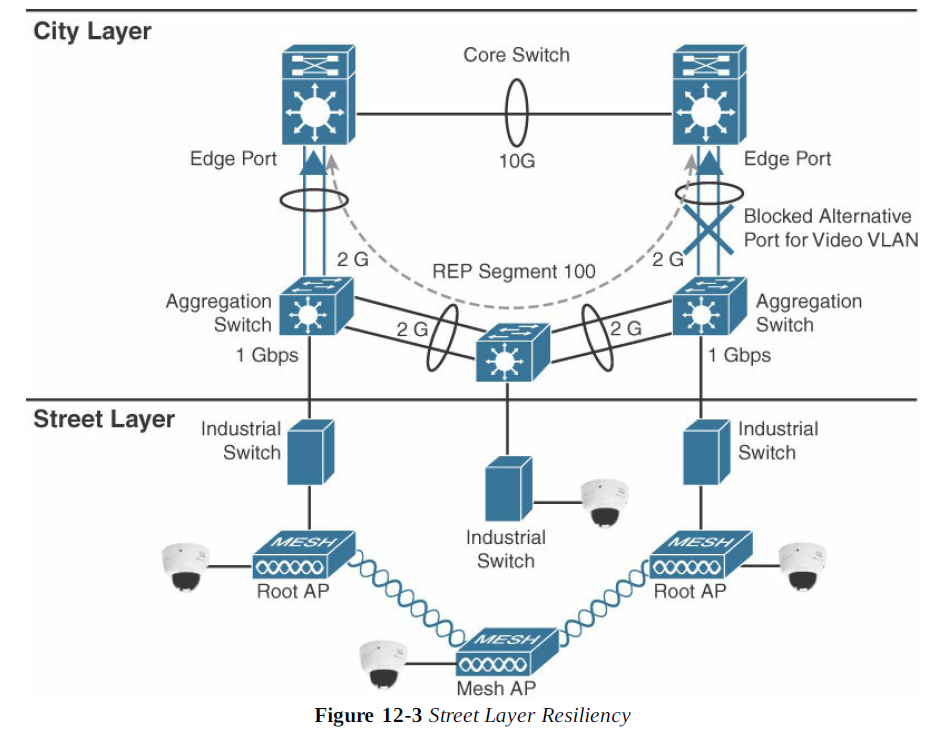 City Layer
Core Switch
Edge Port
10G
Edge Port
Blocked Alternative
Port for Video VLAN
2 G
REP Segment 100
2 G
Aggregation
Switch
2 G
2 G
Aggregation
Switch
1 Gbps
1 Gbps
Street Layer
Industrial
Switch
Industrial
Switch
Industrial
Switch
MESH
Root AP
MESH
Root AP
MESH
Mesh AP
Figure 12-3 Street Layer Resiliency